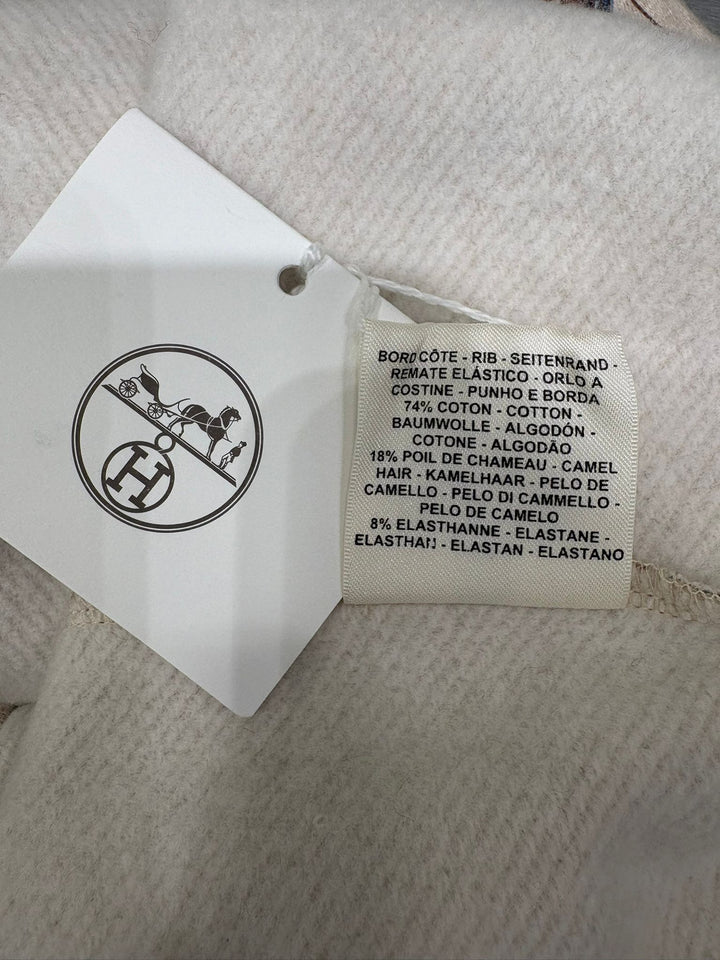 H
BORD CÔTE - RIB - SEITENRAND -
REMATE ELÁSTICO - ORLO A
COSTINE - PUNHO E BORDA
74% COTON - COTTON -
BAUMWOLLE - ALGODÓN -
COTONE - ALGODÃO
18% POIL DE CHAMEAU - CAMEL
HAIR - KAMELHAAR - PELO DE
CAMELLO - PELO DI CAMMELLO -
PELO DE CAMELO
8% ELASTHANNE - ELASTANE -
ELASTHAN - ELASTAN - ELASTANO